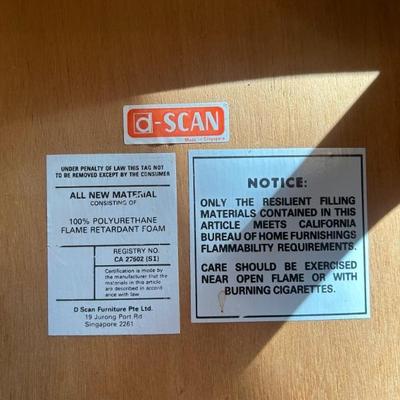 d-SCAN
Made in Singapore
UNDER PENALTY OF LAW THIS TAG NOT
TO BE REMOVED EXCEPT BY THE CONSUMER
ALL NEW MATERIAL
CONSISTING OF
100% POLYURETHANE
FLAME RETARDANT FOAM
REGISTRY NO.
CA 27602 (S1)
Certification is made by
the manufacturer that the
materials in this article
are described in accord
ance with law
D Scan Furniture Pte Ltd.
19 Jurong Port Rd
Singapore 2261
NOTICE:
ONLY THE RESILIENT FILLING
MATERIALS CONTAINED IN THIS
ARTICLE MEETS CALIFORNIA
BUREAU OF HOME FURNISHINGS
FLAMMABILITY REQUIREMENTS.
CARE SHOULD BE EXERCISED
NEAR OPEN FLAME OR WITH
BURNING CIGARETTES.